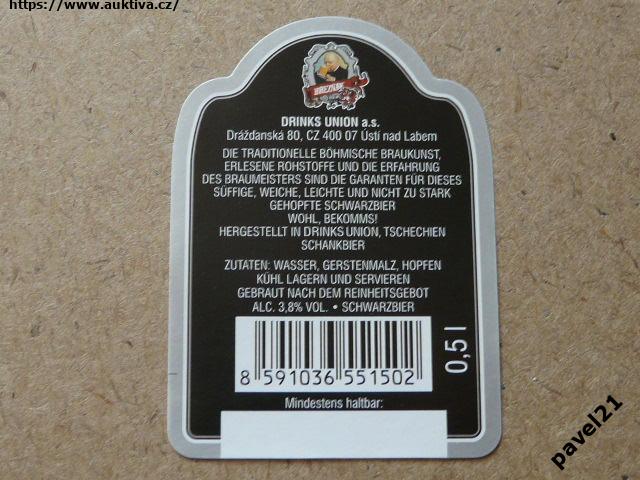 https://www.auktiva.cz/
BŘEZŇÁK
DRINKS UNION a.s.
Drážďanská 80, CZ 400 07 Ústí nad Labem
DIE TRADITIONELLE BÖHMISCHE BRAUKUNST,
ERLESENE ROHSTOFFE UND DIE ERFAHRUNG
DES BRAUMEISTERS SIND DIE GARANTEN FÜR DIESES
SÜFFIGE, WEICHE, LEICHTE UND NICHT ZU STARK
GEHOPFTE SCHWARZBIER
WOHL, BEKOMMS!
HERGESTELLT IN DRINKS UNION, TSCHECHIEN
SCHANKBIER
ZUTATEN: WASSER, GERSTENMALZ, HOPFEN
KÜHL LAGERN UND SERVIEREN
GEBRAUT NACH DEM REINHEITSGEBOT
ALC. 3,8% VOL. • SCHWARZBIER
0,5 l
8 591036 551502
Mindestens haltbar:
pavel21